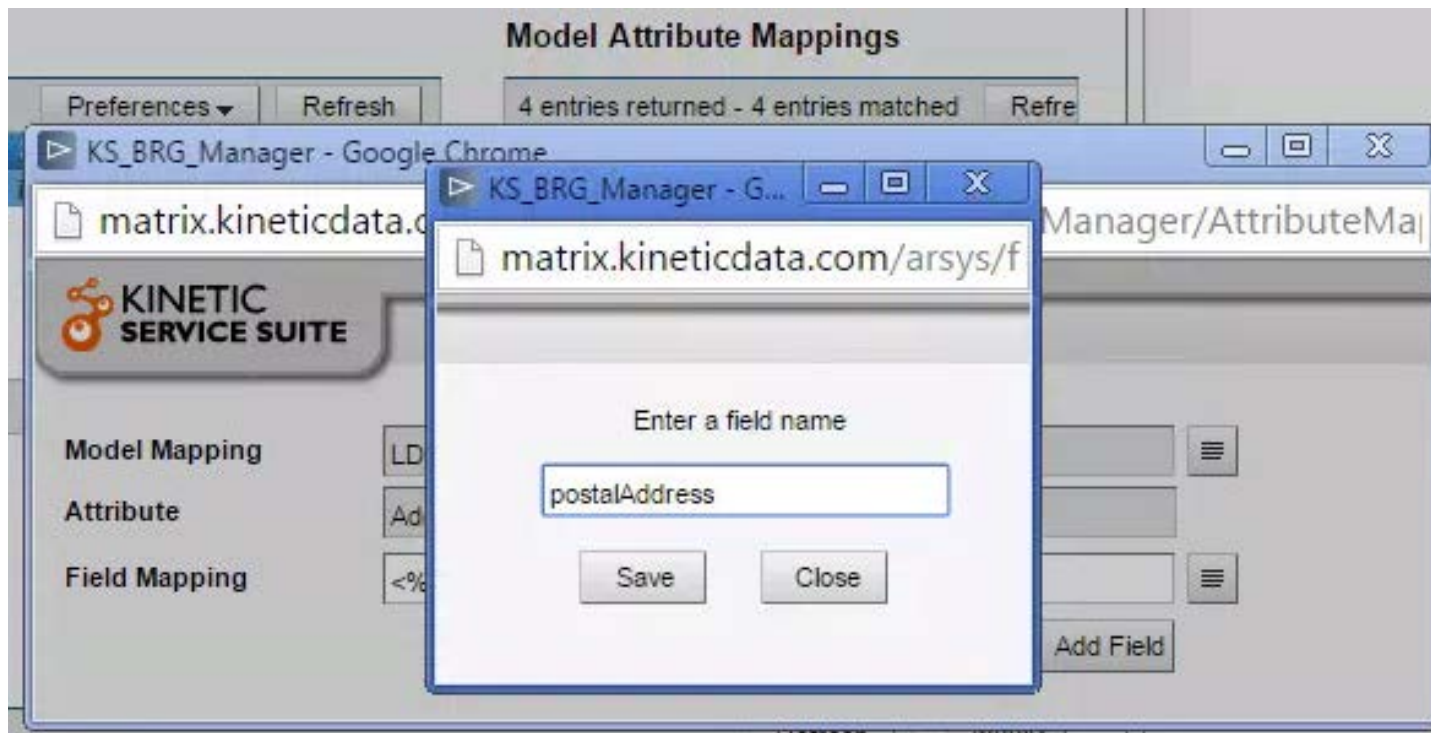 Model Attribute Mappings
Preferences Refresh 4 entries returned - 4 entries matched Refre
KS_BRG_Manager - Google Chrome
KS_BRG_Manager - G...
matrix.kineticdata.c Manager/AttributeMa
matrix.kineticdata.com/arsys/f
KINETIC
SERVICE SUITE
Enter a field name
Model Mapping LD
postalAddress
Attribute Ad
Field Mapping <%
Save Close
Add Field